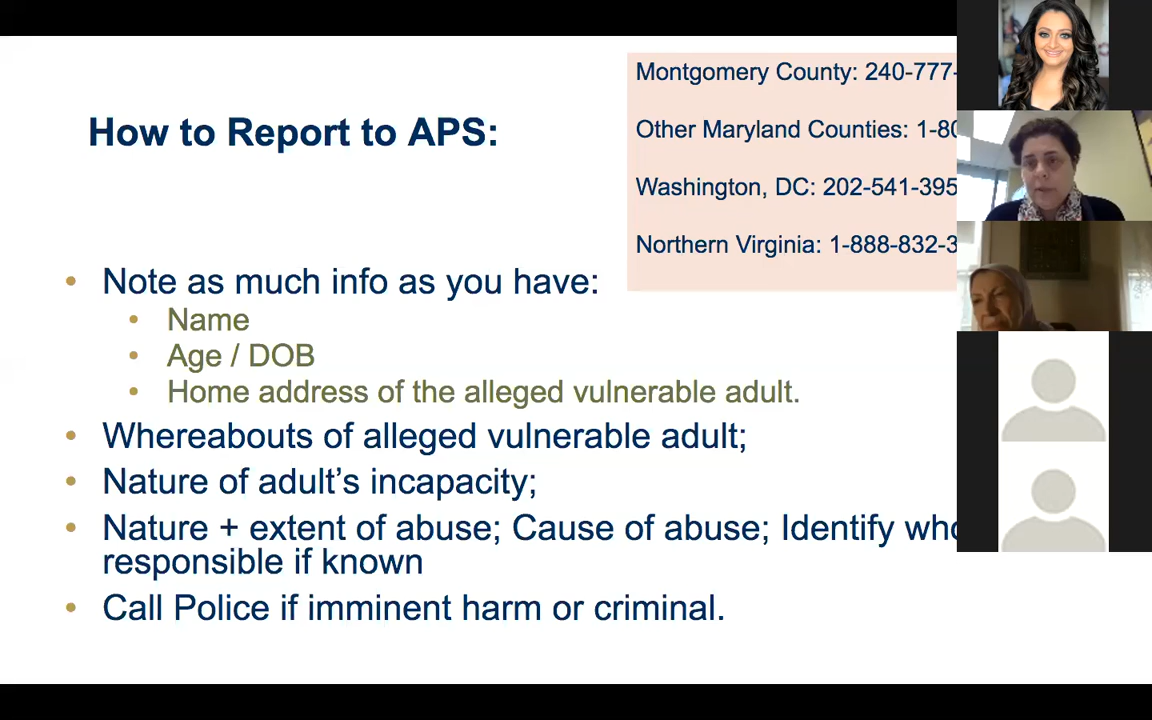 Montgomery County: 240-777-
How to Report to APS:
Other Maryland Counties: 1-80
Washington, DC: 202-541-395
Northern Virginia: 1-888-832-3
• Note as much info as you have:
• Name
• Age / DOB
• Home address of the alleged vulnerable adult.
• Whereabouts of alleged vulnerable adult;
• Nature of adult’s incapacity;
• Nature + extent of abuse; Cause of abuse; Identify who
responsible if known
• Call Police if imminent harm or criminal.